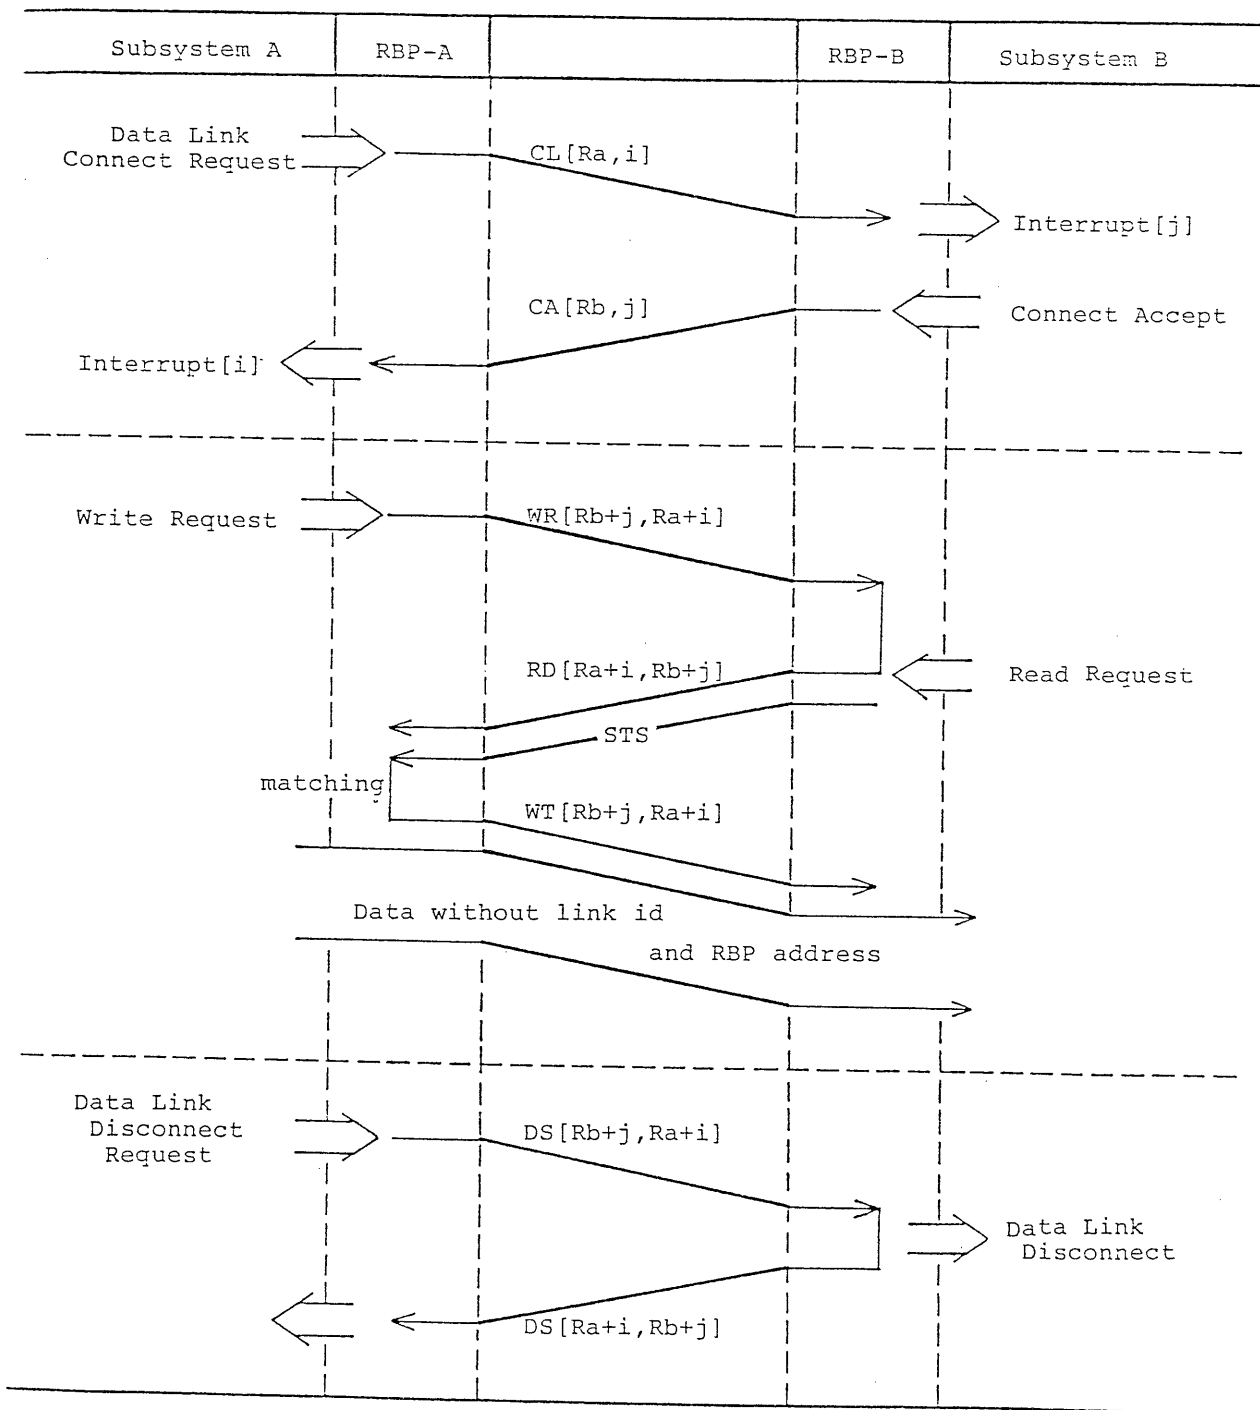 Subsystem A RBP-A RBP-B Subsystem B
Data Link
Connect Request
CL[Ra,i]
Interrupt[j]
CA[Rb,j]
Connect Accept
Interrupt[i]
Write Request
WR[Rb+j,Ra+i]
RD[Ra+i,Rb+j]
Read Request
STS
matching
WT[Rb+j,Ra+i]
Data without link id
and RBP address
Data Link
Disconnect
Request
DS[Rb+j,Ra+i]
Data Link
Disconnect
DS[Ra+i,Rb+j]